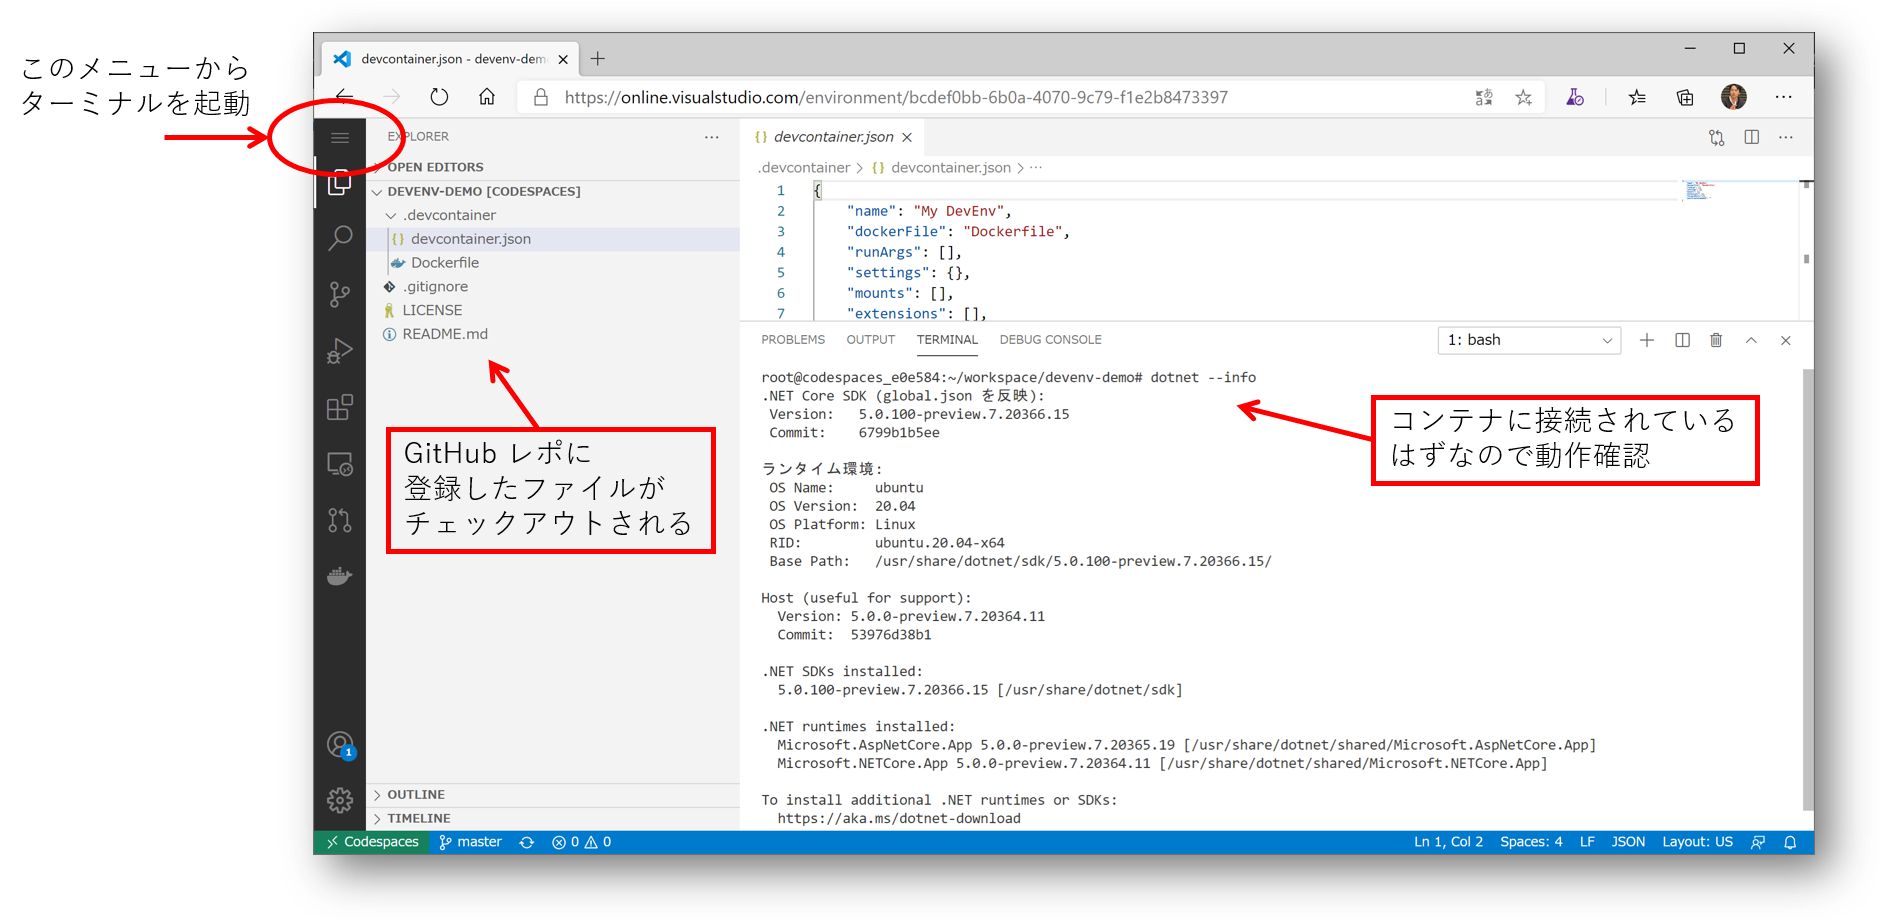 このメニューから
ターミナルを起動
devcontainer.json - devenv-dem
https://online.visualstudio.com/environment/bcdef0bb-6b0a-4070-9c79-f1e2b8473397
EXPLORER
OPEN EDITORS
DEVENV-DEMO [CODESPACES]
.devcontainer
{} devcontainer.json
Dockerfile
.gitignore
LICENSE
README.md
GitHub レポに
登録したファイルが
チェックアウトされる
1
OUTLINE
TIMELINE
{} devcontainer.json
.devcontainer > {} devcontainer.json > ...
1 {
2 "name": "My DevEnv",
3 "dockerFile": "Dockerfile",
4 "runArgs": [],
5 "settings": {},
6 "mounts": [],
7 "extensions": [],
PROBLEMS OUTPUT TERMINAL DEBUG CONSOLE 1: bash
root@codespaces_e0e584:~/workspace/devenv-demo# dotnet --info
.NET Core SDK (global.json を反映):
Version: 5.0.100-preview.7.20366.15
Commit: 6799b1b5ee
コンテナに接続されている
はずなので動作確認
ランタイム環境:
OS Name: ubuntu
OS Version: 20.04
OS Platform: Linux
RID: ubuntu.20.04-x64
Base Path: /usr/share/dotnet/sdk/5.0.100-preview.7.20366.15/
Host (useful for support):
Version: 5.0.0-preview.7.20364.11
Commit: 53976d38b1
.NET SDKs installed:
5.0.100-preview.7.20366.15 [/usr/share/dotnet/sdk]
.NET runtimes installed:
Microsoft.AspNetCore.App 5.0.0-preview.7.20365.19 [/usr/share/dotnet/shared/Microsoft.AspNetCore.App]
Microsoft.NETCore.App 5.0.0-preview.7.20364.11 [/usr/share/dotnet/shared/Microsoft.NETCore.App]
To install additional .NET runtimes or SDKs:
https://aka.ms/dotnet-download
Codespaces master 0 0 Ln 1, Col 2 Spaces: 4 LF JSON Layout: US